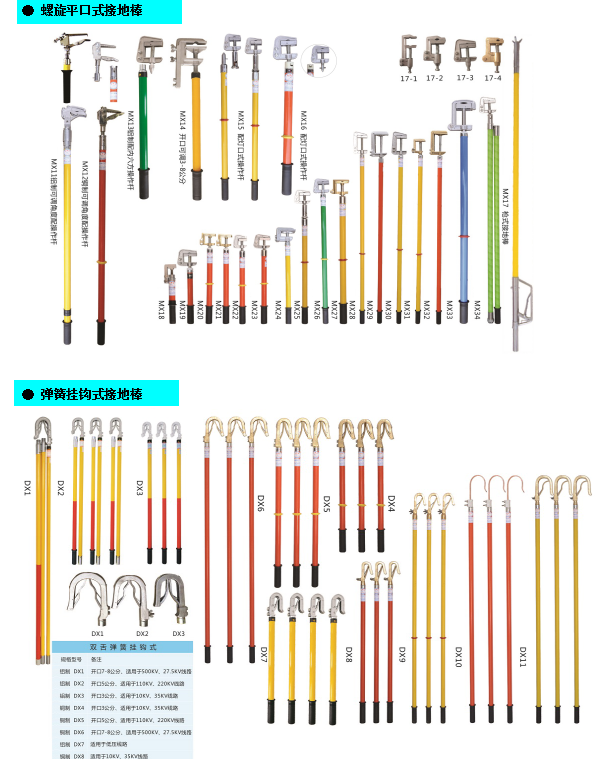 ● 螺旋平口式接地棒
17-1 17-2 17-3 17-4
MX11铝制可调角度配操作杆
MX12铜制可调角度配操作杆
MX13铝制配内六方操作杆
MX14 开口可调3-8公分
MX15 配灯口式操作杆
MX16 配灯口式操作杆
MX17 枪式接地棒
MX18
MX19
MX20
MX21
MX22
MX23
MX24
MX25
MX26
MX27
MX28
MX29
MX30
MX31
MX32
MX33
MX34
● 弹簧挂钩式接地棒
DX1
DX2
DX3
DX6
DX5
DX4
DX1 DX2 DX3
DX7
DX8
DX9
DX10
DX11
双舌弹簧挂钩式
规格型号 备注
铝制 DX1 开口7-8公分、适用于500KV、27.5KV线路
铝制 DX2 开口5公分、适用于110KV、220KV线路
铝制 DX3 开口3公分、适用于10KV、35KV线路
铜制 DX4 开口3公分、适用于10KV、35KV线路
铜制 DX5 开口5公分、适用于110KV、220KV线路
铜制 DX6 开口7-8公分、适用于500KV、27.5KV线路
铝制 DX7 适用于低压线路
铜制 DX8 适用于10KV、35KV线路